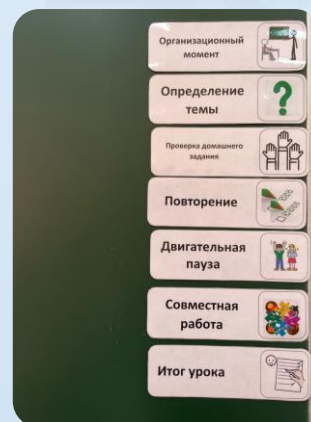 Организационный
момент
Определение
темы
Проверка домашнего
задания
Повторение
Двигательная
пауза
Совместная
работа
Итог урока